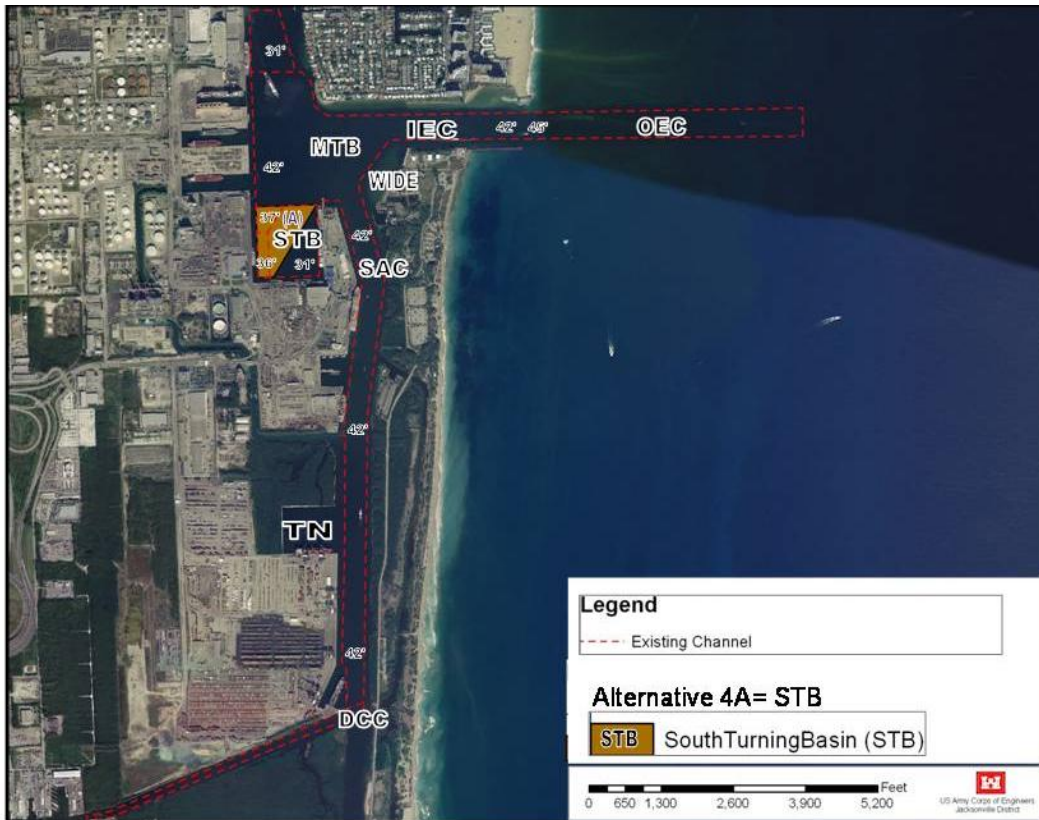 31'
IEC
42'
45'
OEC
MTB
42'
WIDE
37' (A)
STB
42'
36'
31'
SAC
42'
TN
42'
DCC
Legend
Existing Channel
Alternative 4A= STB
STB SouthTurningBasin (STB)
Feet
0 650 1,300 2,600 3,900 5,200
US Army Corps of Engineers
Jacksonville District